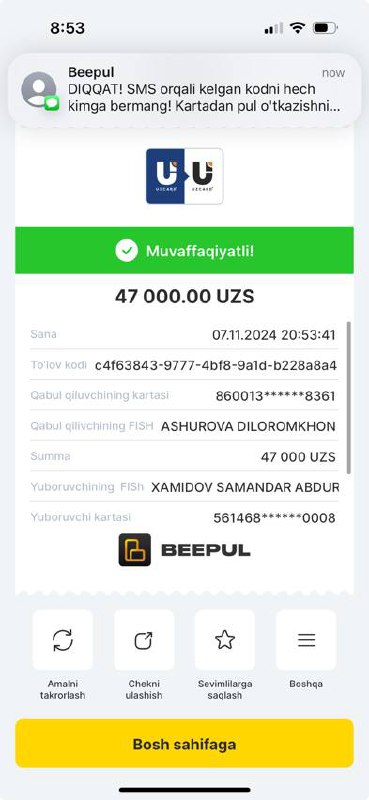 8:53
Beepul
now
DIQQAT! SMS orqali kelgan kodni hech
kimga bermang! Kartadan pul o'tkazishni...
U U
UZCARD UZCARD
Muvaffaqiyatli!
47 000.00 UZS
Sana 07.11.2024 20:53:41
To'lov kodi c4f63843-9777-4bf8-9a1d-b228a8a4
Qabul qiluvchining kartasi 860013******8361
Qabul qilivchining FISH ASHUROVA DILOROMKHON
Summa 47 000 UZS
Yuboruvchining FISh XAMIDOV SAMANDAR ABDUR
Yuboruvchi kartasi 561468******0008
BEEPUL
Amalni takrorlash
Chekni ulashish
Sevimlilarga saqlash
Boshqa
Bosh sahifaga